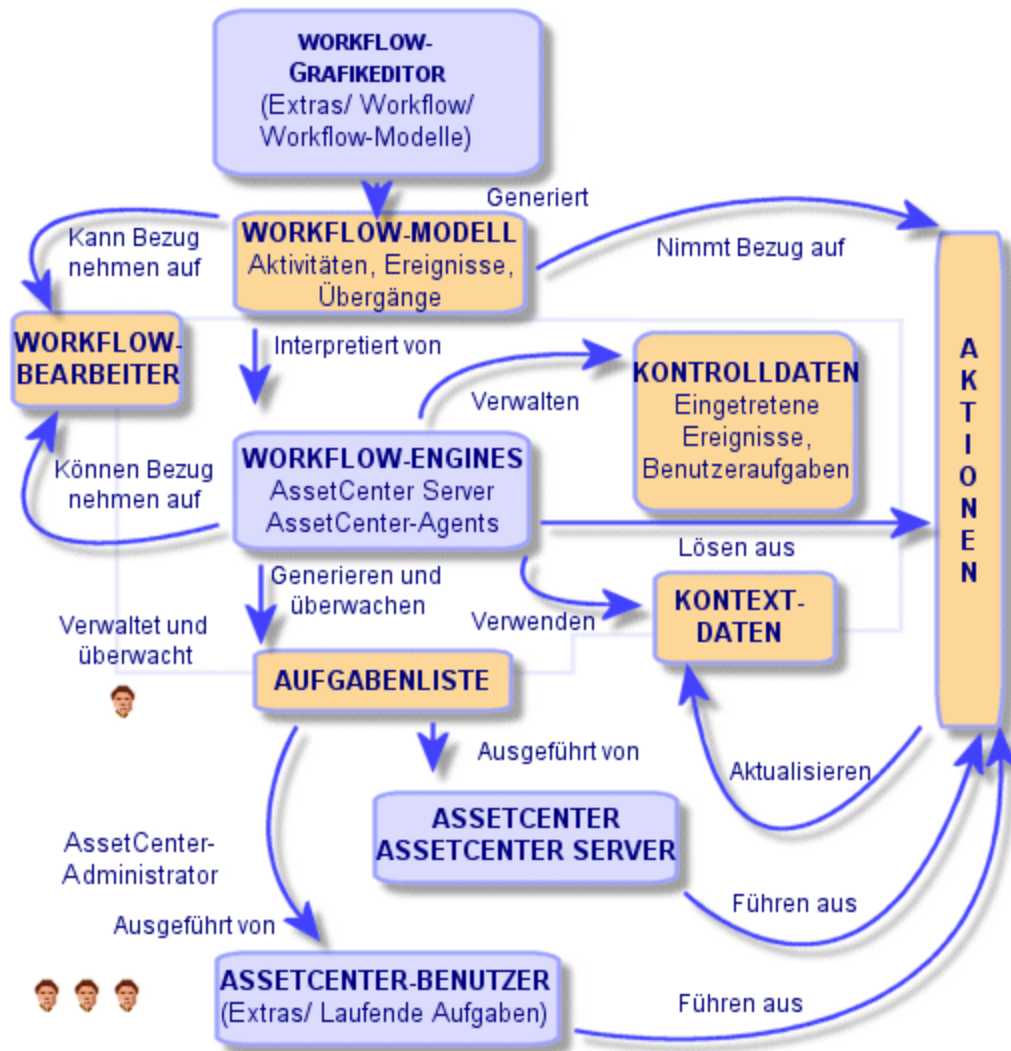 WORKFLOW-
GRAFIKEDITOR
(Extras/ Workflow/
Workflow-Modelle)
Generiert
Kann Bezug
nehmen auf
WORKFLOW-MODELL
Aktivitäten, Ereignisse,
Übergänge
Nimmt Bezug auf
WORKFLOW-
BEARBEITER
Interpretiert von
Verwalten
KONTROLLDATEN
Eingetretene
Ereignisse,
Benutzeraufgaben
A
K
T
I
O
N
E
N
Können Bezug
nehmen auf
WORKFLOW-ENGINES
AssetCenter Server
AssetCenter-Agents
Lösen aus
Generieren und
überwachen
Verwenden
KONTEXT-
DATEN
Verwaltet und
überwacht
AUFGABENLISTE
Ausgeführt von
Aktualisieren
ASSETCENTER
ASSETCENTER SERVER
AssetCenter-
Administrator
Führen aus
Ausgeführt von
ASSETCENTER-BENUTZER
(Extras/ Laufende Aufgaben)
Führen aus